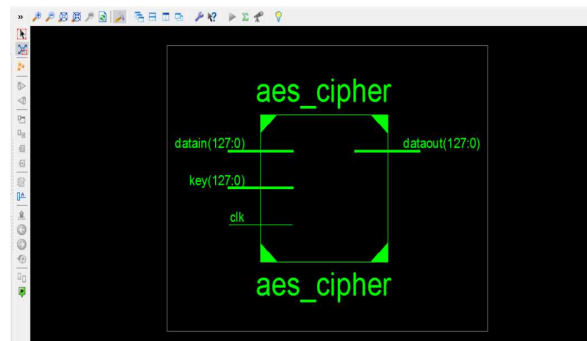 aes_cipher
datain(127:0)
dataout(127:0)
key(127:0)
clk
aes_cipher